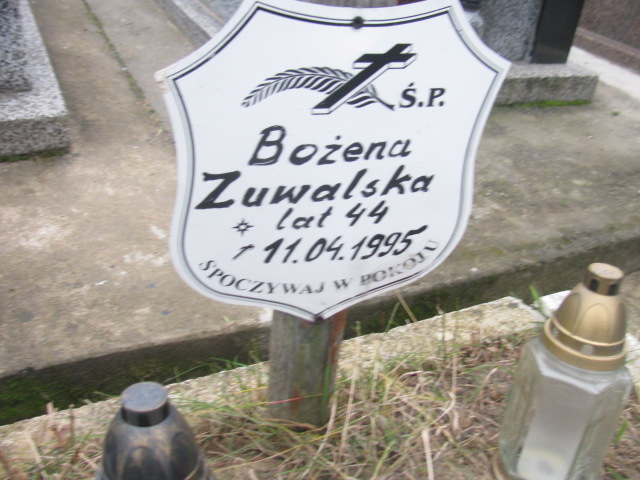 Ś.P.
Bożena
Zuwalska
lat 44
11.04.1995
SPOCZYWAJ W POKOJU